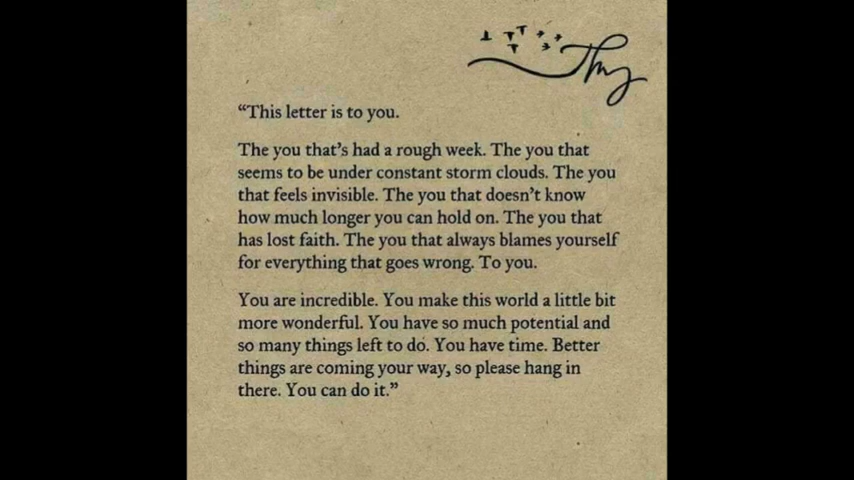 Thy
“This letter is to you.
The you that’s had a rough week. The you that
seems to be under constant storm clouds. The you
that feels invisible. The you that doesn’t know
how much longer you can hold on. The you that
has lost faith. The you that always blames yourself
for everything that goes wrong. To you.
You are incredible. You make this world a little bit
more wonderful. You have so much potential and
so many things left to do. You have time. Better
things are coming your way, so please hang in
there. You can do it.”